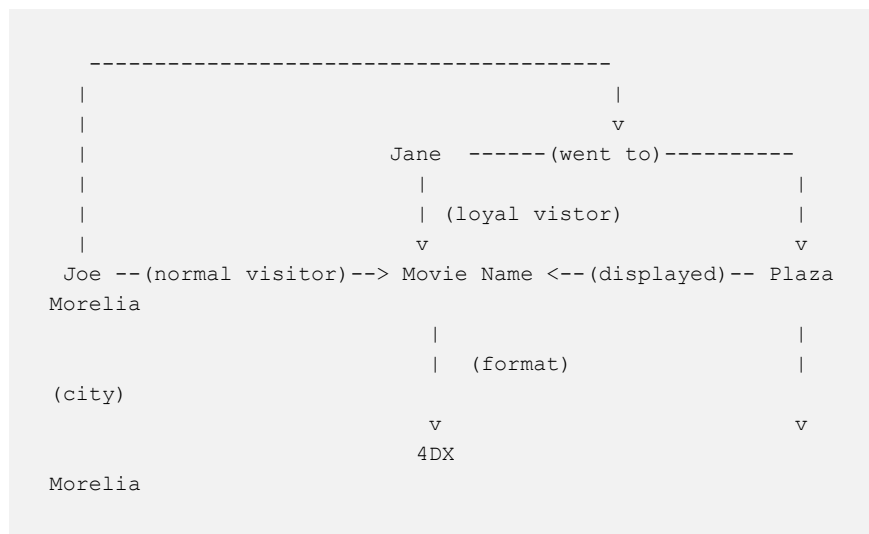 Jane ------(went to)----------
(loyal vistor)
Joe --(normal visitor)--> Movie Name <--(displayed)-- Plaza
Morelia
(format)
(city)
4DX
Morelia